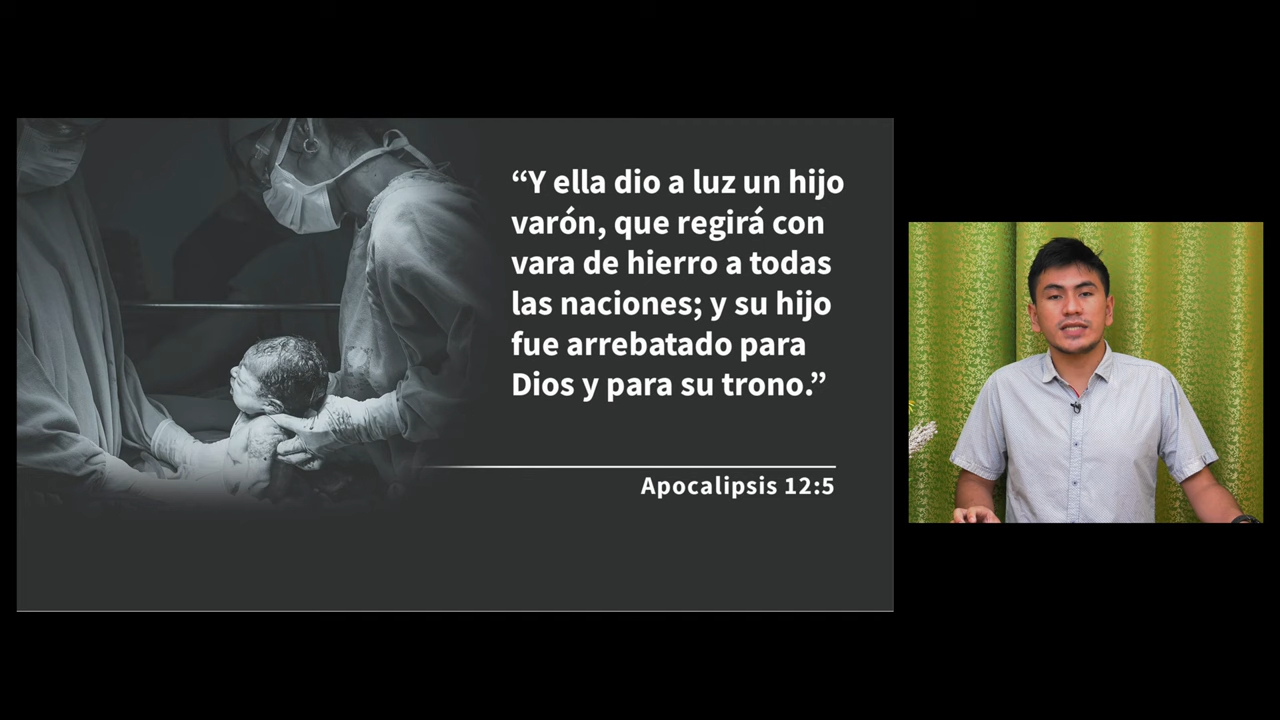 “Y ella dio a luz un hijo
varón, que regirá con
vara de hierro a todas
las naciones; y su hijo
fue arrebatado para
Dios y para su trono.”
Apocalipsis 12:5